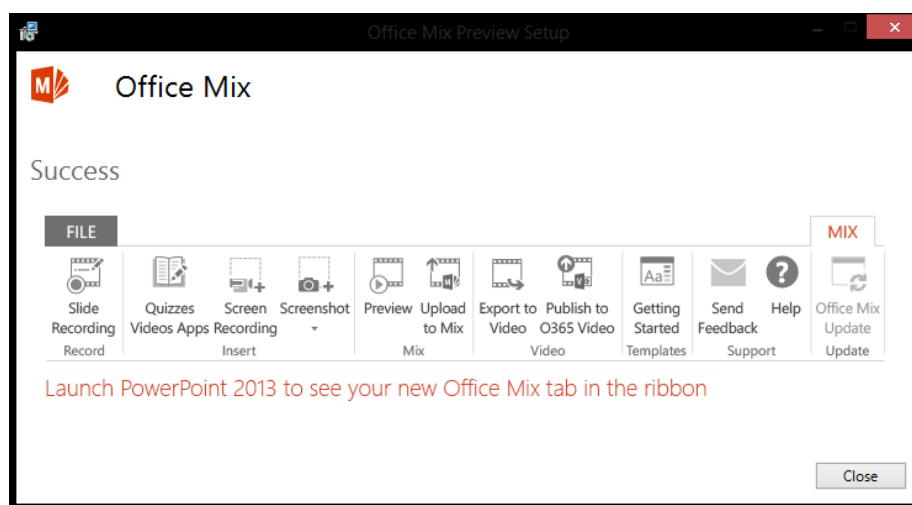 Office Mix Preview Setup
M
Office Mix
Success
FILE
MIX
Aa
?
Slide Recording
Quizzes Videos Apps
Screen Recording
Screenshot
Preview
Upload to Mix
Export to Video
Publish to O365 Video
Getting Started
Send Feedback
Help
Office Mix Update
Record
Insert
Mix
Video
Templates
Support
Update
Launch PowerPoint 2013 to see your new Office Mix tab in the ribbon
Close